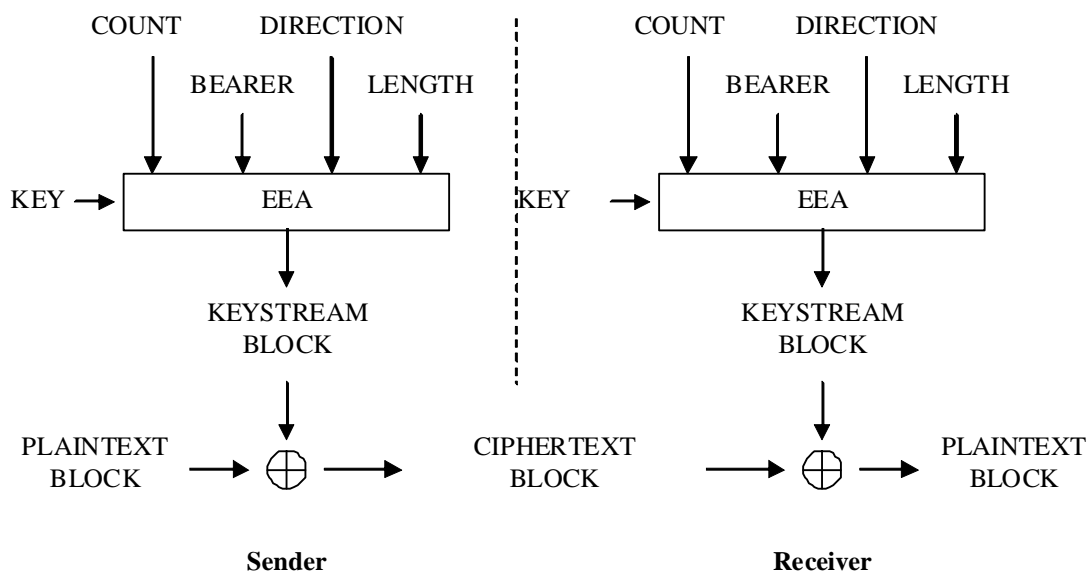 COUNT DIRECTION COUNT DIRECTION
BEARER LENGTH BEARER LENGTH
KEY EEA KEY EEA
KEYSTREAM BLOCK KEYSTREAM BLOCK
PLAINTEXT BLOCK CIPHERTEXT BLOCK PLAINTEXT BLOCK
Sender Receiver